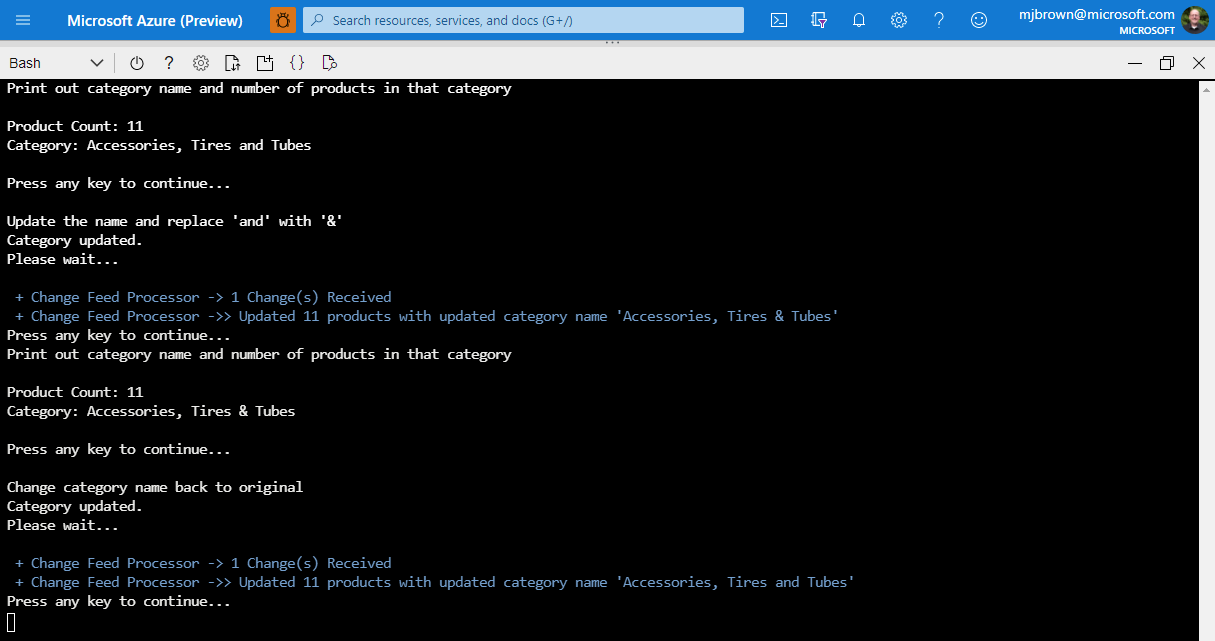 Microsoft Azure (Preview)
Search resources, services, and docs (G+/)
mjbrown@microsoft.com
MICROSOFT
Bash
Print out category name and number of products in that category
Product Count: 11
Category: Accessories, Tires and Tubes
Press any key to continue...
Update the name and replace 'and' with '&'
Category updated.
Please wait...
+ Change Feed Processor -> 1 Change(s) Received
+ Change Feed Processor ->> Updated 11 products with updated category name 'Accessories, Tires & Tubes'
Press any key to continue...
Print out category name and number of products in that category
Product Count: 11
Category: Accessories, Tires & Tubes
Press any key to continue...
Change category name back to original
Category updated.
Please wait...
+ Change Feed Processor -> 1 Change(s) Received
+ Change Feed Processor ->> Updated 11 products with updated category name 'Accessories, Tires and Tubes'
Press any key to continue...